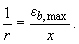 1/r = ε_{b, max}/x .